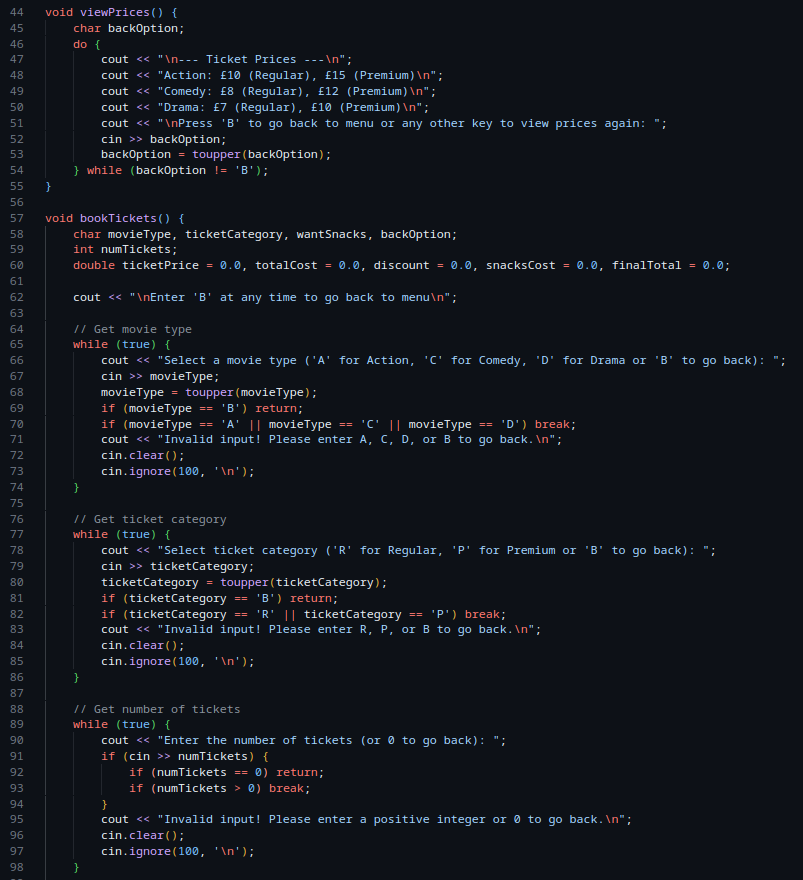 44 void viewPrices() {
45     char backOption;
46     do {
47         cout << "\n--- Ticket Prices ---\n";
48         cout << "Action: £10 (Regular), £15 (Premium)\n";
49         cout << "Comedy: £8 (Regular), £12 (Premium)\n";
50         cout << "Drama: £7 (Regular), £10 (Premium)\n";
51         cout << "\nPress 'B' to go back to menu or any other key to view prices again: ";
52         cin >> backOption;
53         backOption = toupper(backOption);
54     } while (backOption != 'B');
55 }
56
57 void bookTickets() {
58     char movieType, ticketCategory, wantSnacks, backOption;
59     int numTickets;
60     double ticketPrice = 0.0, totalCost = 0.0, discount = 0.0, snacksCost = 0.0, finalTotal = 0.0;
61
62     cout << "\nEnter 'B' at any time to go back to menu\n";
63
64     // Get movie type
65     while (true) {
66         cout << "Select a movie type ('A' for Action, 'C' for Comedy, 'D' for Drama or 'B' to go back): ";
67         cin >> movieType;
68         movieType = toupper(movieType);
69         if (movieType == 'B') return;
70         if (movieType == 'A' || movieType == 'C' || movieType == 'D') break;
71         cout << "Invalid input! Please enter A, C, D, or B to go back.\n";
72         cin.clear();
73         cin.ignore(100, '\n');
74     }
75
76     // Get ticket category
77     while (true) {
78         cout << "Select ticket category ('R' for Regular, 'P' for Premium or 'B' to go back): ";
79         cin >> ticketCategory;
80         ticketCategory = toupper(ticketCategory);
81         if (ticketCategory == 'B') return;
82         if (ticketCategory == 'R' || ticketCategory == 'P') break;
83         cout << "Invalid input! Please enter R, P, or B to go back.\n";
84         cin.clear();
85         cin.ignore(100, '\n');
86     }
87
88     // Get number of tickets
89     while (true) {
90         cout << "Enter the number of tickets (or 0 to go back): ";
91         if (cin >> numTickets) {
92             if (numTickets == 0) return;
93             if (numTickets > 0) break;
94         }
95         cout << "Invalid input! Please enter a positive integer or 0 to go back.\n";
96         cin.clear();
97         cin.ignore(100, '\n');
98     }